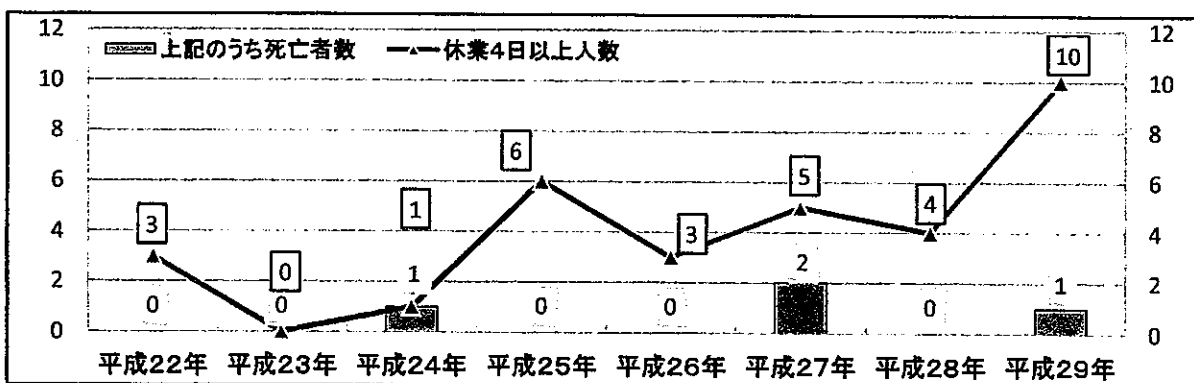 12 12
上記のうち死亡者数 休業4日以上人数
10 10 10
8 8
6 6 5 6
4 3 1 3 4 4
2 0 1 2 2
0 0 0 0 0 1
0 0
平成22年 平成23年 平成24年 平成25年 平成26年 平成27年 平成28年 平成29年